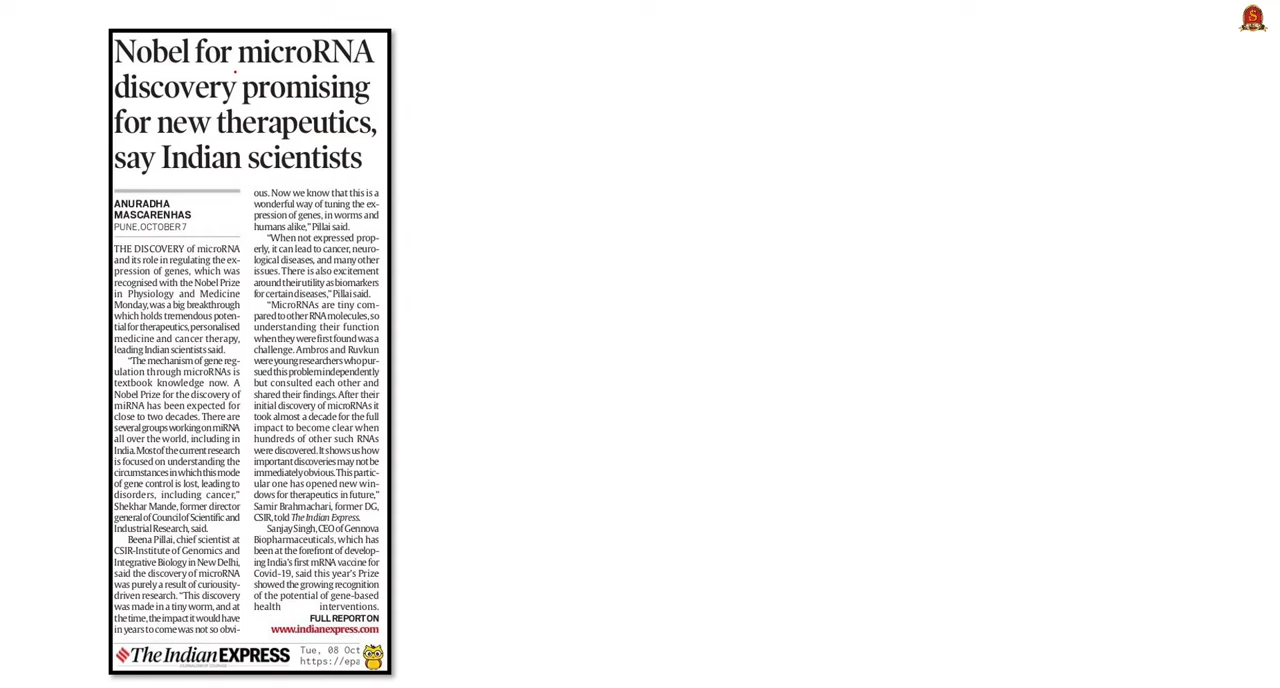 Nobel for microRNA
discovery promising
for new therapeutics,
say Indian scientists
ANURADHA
MASCARENHAS
PUNE, OCTOBER 7
THE DISCOVERY of microRNA
and its role in regulating the ex-
pression of genes, which was
recognised with the Nobel Prize
in Physiology and Medicine
Monday, was a big breakthrough
which holds tremendous poten-
tial for therapeutics, personalised
medicine and cancer therapy,
leading Indian scientists said.
“The mechanism of gene reg-
ulation through microRNAs is
textbook knowledge now. A
Nobel Prize for the discovery of
miRNA has been expected for
close to two decades. There are
several groups working on miRNA
all over the world, including in
India. Most of the current research
is focused on understanding the
circumstances in which this mode
of gene control is lost, leading to
disorders, including cancer,”
Shekhar Mande, former director
general of Council of Scientific and
Industrial Research, said.
Beena Pillai, chief scientist at
CSIR-Institute of Genomics and
Integrative Biology in New Delhi,
said the discovery of microRNA
was purely a result of curiousity-
driven research. “This discovery
was made in a tiny worm, and at
the time, the impact it would have
in years to come was not so obvi-
ous. Now we know that this is a
wonderful way of tuning the ex-
pression of genes, in worms and
humans alike,” Pillai said.
“When not expressed prop-
erly, it can lead to cancer, neuro-
logical diseases, and many other
issues. There is also excitement
around their utility as biomarkers
for certain diseases,” Pillai said.
“MicroRNAs are tiny com-
pared to other RNA molecules, so
understanding their function
when they were first found was a
challenge. Ambros and Ruvkun
were young researchers who pur-
sued this problem independently
but consulted each other and
shared their findings. After their
initial discovery of microRNAs it
took almost a decade for the full
impact to become clear when
hundreds of other such RNAs
were discovered. It shows us how
important discoveries may not be
immediately obvious. This partic-
ular one has opened new win-
dows for therapeutics in future,”
Samir Brahmachari, former DG,
CSIR, told The Indian Express.
Sanjay Singh, CEO of Gennova
Biopharmaceuticals, which has
been at the forefront of develop-
ing India's first mRNA vaccine for
Covid-19, said this year's Prize
showed the growing recognition
of the potential of gene-based
health interventions.
FULL REPORT ON
www.indianexpress.com
The Indian EXPRESS
Tue, 08 Oct
https://epa
S